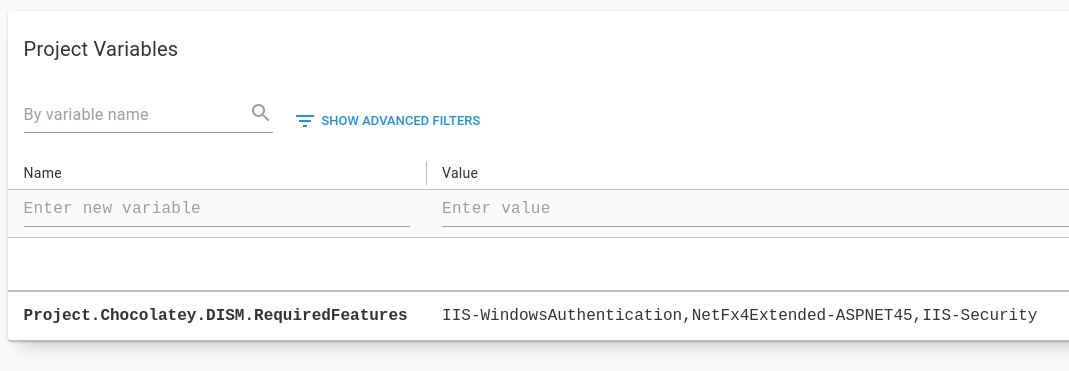 Project Variables
By variable name
SHOW ADVANCED FILTERS
Name Value
Enter new variable Enter value
Project.Chocolatey.DISM.RequiredFeatures IIS-WindowsAuthentication,NetFx4Extended-ASPNET45,IIS-Security